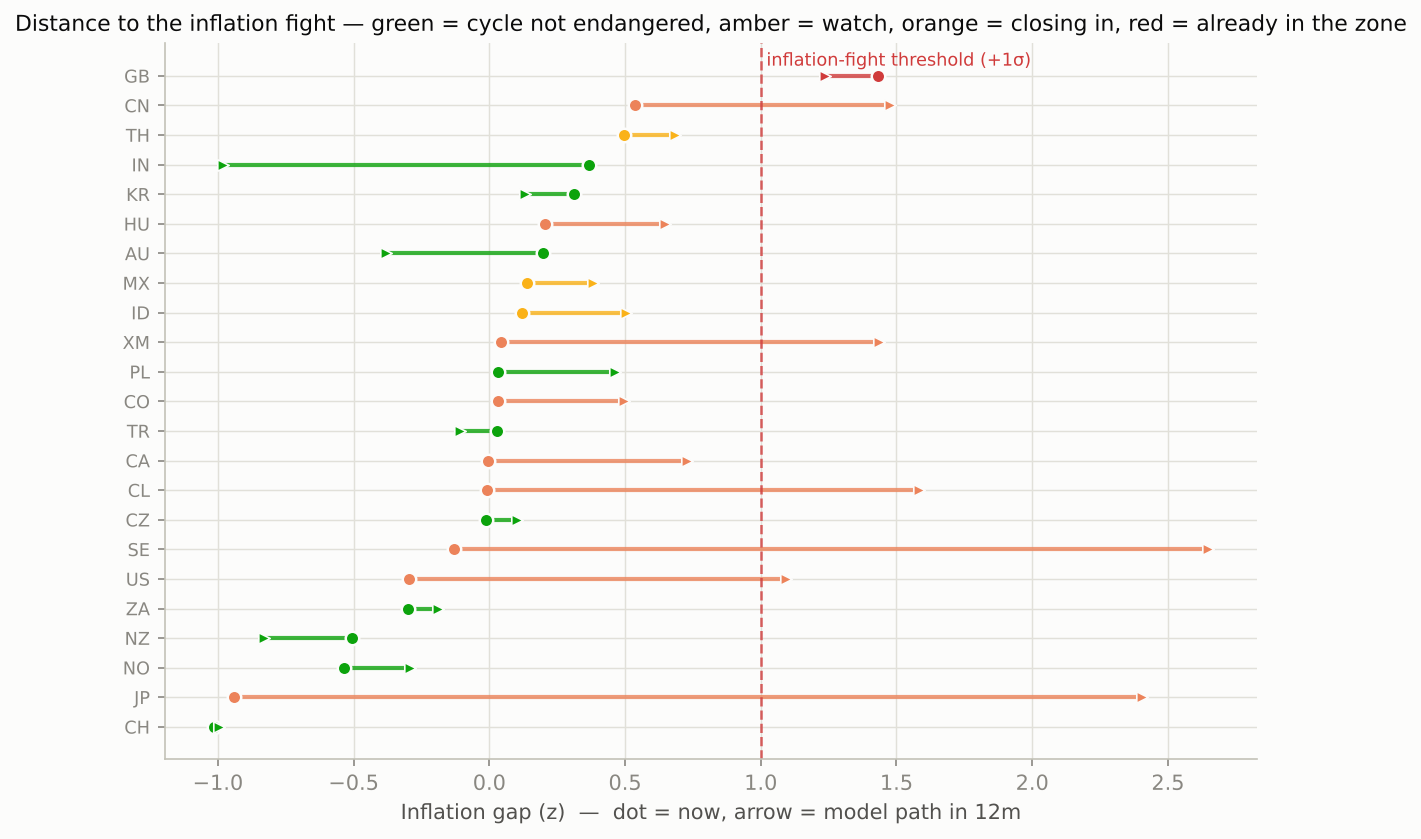 Distance to the inflation fight — green = cycle not endangered, amber = watch, orange = closing in, red = already in the zone
inflation-fight threshold (+1σ)
GB
CN
TH
IN
KR
HU
AU
MX
ID
XM
PL
CO
TR
CA
CL
CZ
SE
US
ZA
NZ
NO
JP
CH
−1.0 −0.5 0.0 0.5 1.0 1.5 2.0 2.5
Inflation gap (z) — dot = now, arrow = model path in 12m